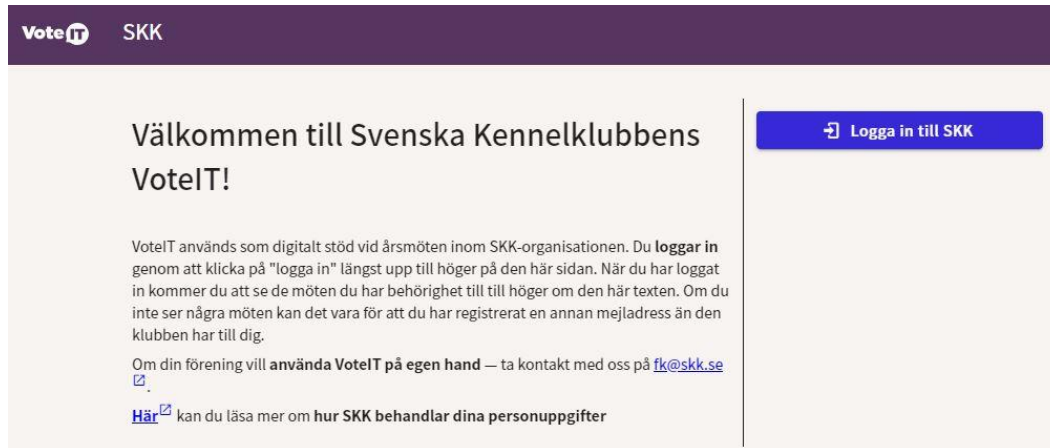 VoteIT SKK
Välkommen till Svenska Kennelklubbens
VoteIT!
Logga in till SKK
VoteIT används som digitalt stöd vid årsmöten inom SKK-organisationen. Du loggar in
genom att klicka på "logga in" längst upp till höger på den här sidan. När du har loggat
in kommer du att se de möten du har behörighet till till höger om den här texten. Om du
inte ser några möten kan det vara för att du har registrerat en annan mejladress än den
klubben har till dig.
Om din förening vill använda VoteIT på egen hand — ta kontakt med oss på fk@skk.se
.
Här kan du läsa mer om hur SKK behandlar dina personuppgifter